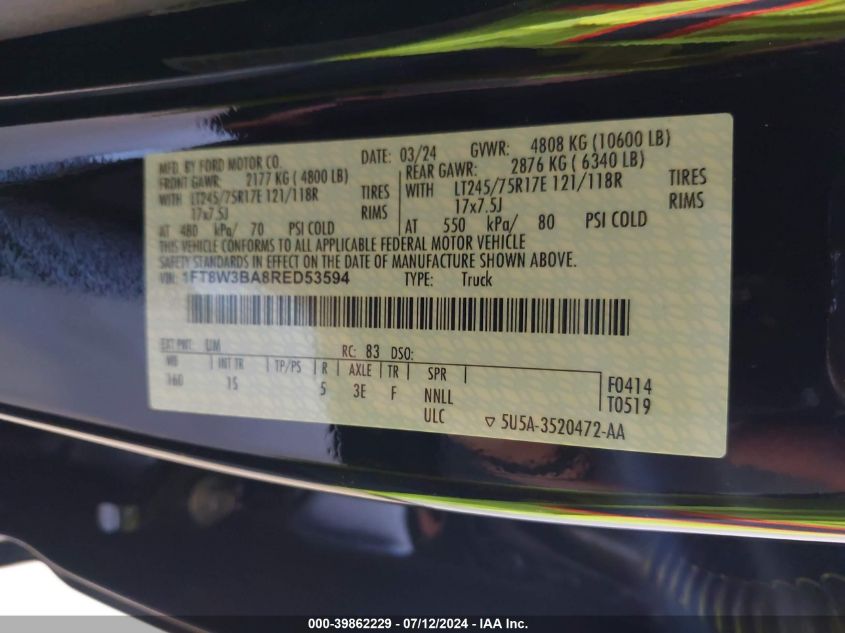 MFD. BY FORD MOTOR CO.
DATE: 03/24 GVWR: 4808 KG (10600 LB)
FRONT GAWR: 2177 KG ( 4800 LB)
REAR GAWR: 2876 KG ( 6340 LB)
WITH LT245/75R17E 121/118R TIRES
WITH LT245/75R17E 121/118R TIRES
17x7.5J RIMS
17x7.5J RIMS
AT 480 kPa/ 70 PSI COLD
AT 550 kPa/ 80 PSI COLD
THIS VEHICLE CONFORMS TO ALL APPLICABLE FEDERAL MOTOR VEHICLE
SAFETY STANDARDS IN EFFECT ON THE DATE OF MANUFACTURE SHOWN ABOVE.
VIN: 1FT8W3BA8RED53594 TYPE: Truck
EXT PNT: UM RC: 83 DSO:
WB INT TR TP/PS R AXLE TR SPR
160 15 5 3E F NNLL
ULC
F0414
T0519
5U5A-3520472-AA
000-39862229 - 07/12/2024 - IAA Inc.